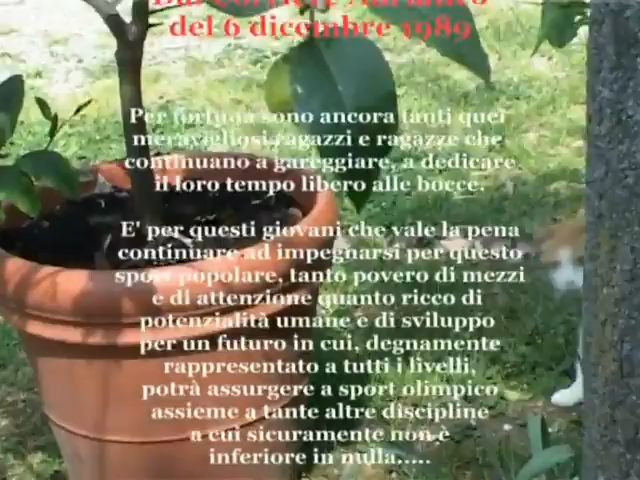 Dal Corriere Adriatico
del 6 dicembre 1989
Per fortuna sono ancora tanti quei
meravigliosi ragazzi e ragazze che
continuano a gareggiare, a dedicare
il loro tempo libero alle bocce.
E' per questi giovani che vale la pena
continuare ad impegnarsi per questo
sport popolare, tanto povero di mezzi
e di attenzione quanto ricco di
potenzialità umane e di sviluppo
per un futuro in cui, degnamente
rappresentato a tutti i livelli,
potrà assurgere a sport olimpico
assieme a tante altre discipline
a cui sicuramente non è
inferiore in nulla.....